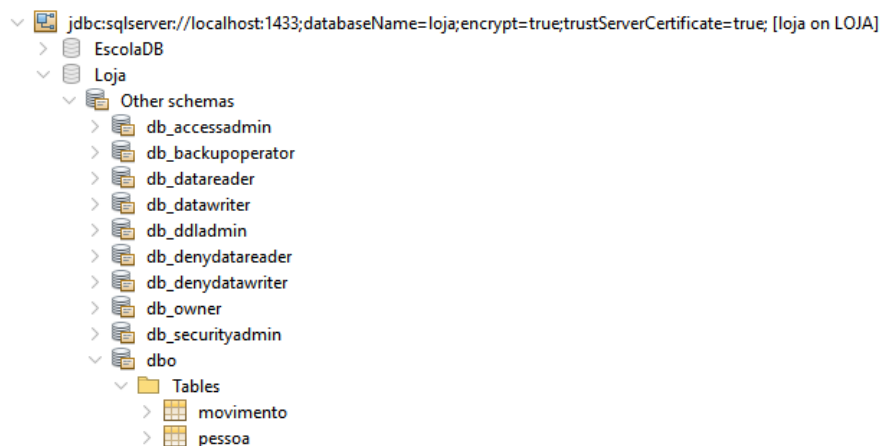 jdbc:sqlserver://localhost:1433;databaseName=loja;encrypt=true;trustServerCertificate=true; [loja on LOJA]
EscolaDB
Loja
Other schemas
db_accessadmin
db_backupoperator
db_datareader
db_datawriter
db_ddladmin
db_denydatareader
db_denydatawriter
db_owner
db_securityadmin
dbo
Tables
movimento
pessoa